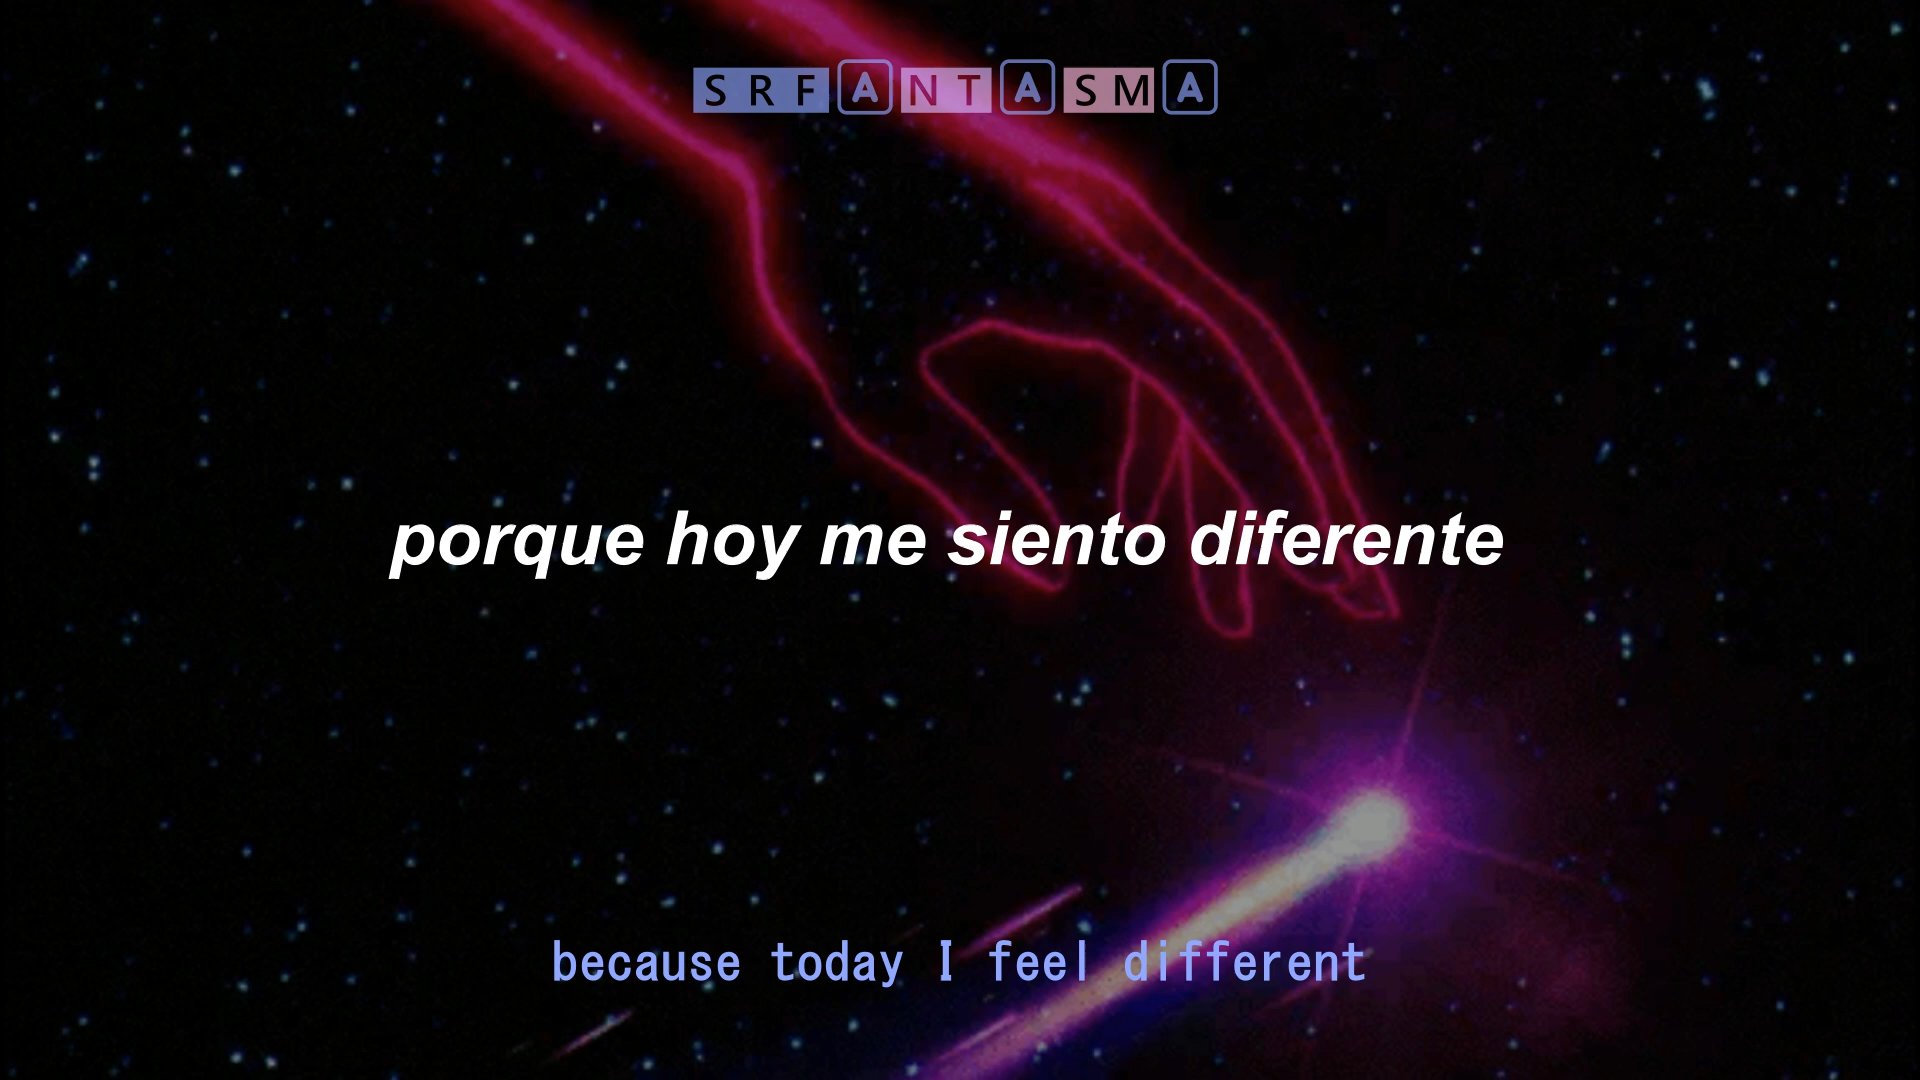 SRFANTASMA
porque hoy me siento diferente
because today I feel different